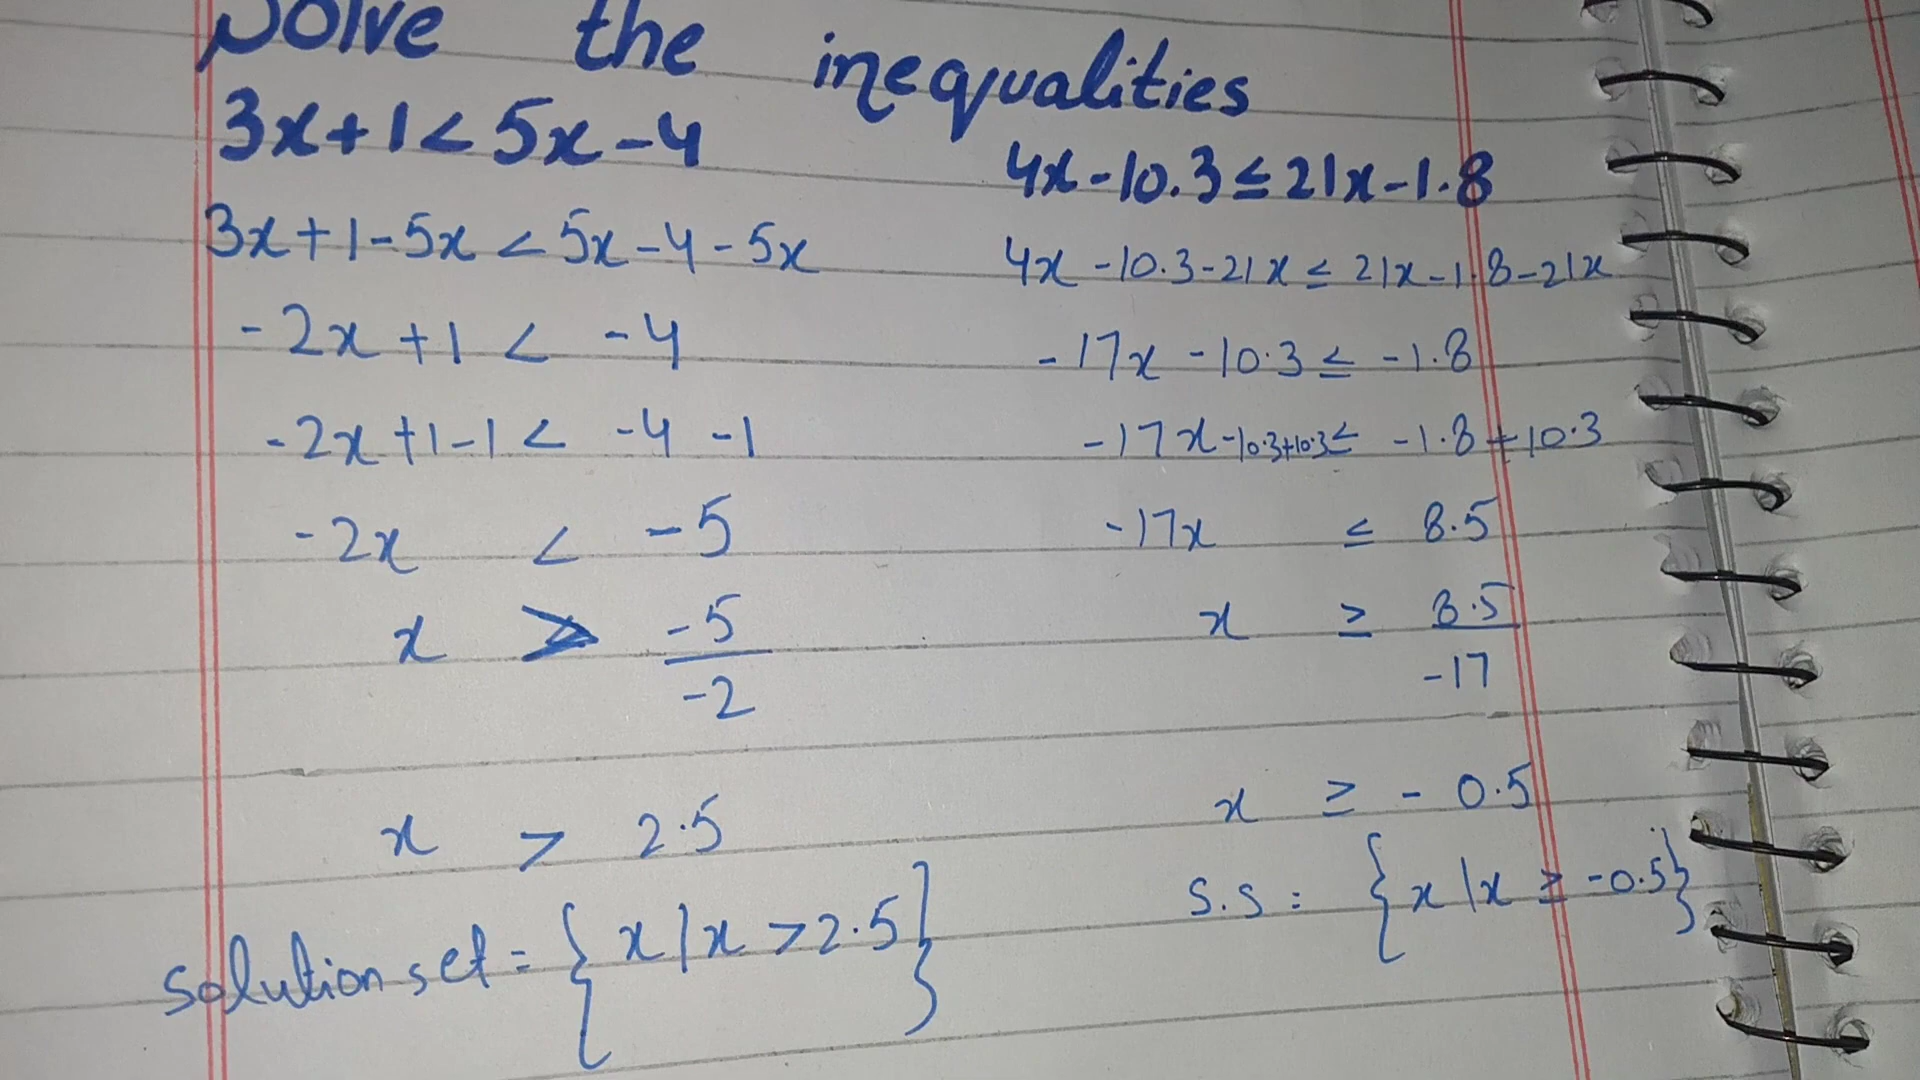 Solve the inequalities
3x+1<5x-4
3x+1-5x<5x-4-5x
-2x+1<-4
-2x+1-1<-4-1
-2x<-5
x>-5/-2
x>2.5
solution set={x|x>2.5}
4x-10.3≤21x-1.8
4x-10.3-21x≤21x-1.8-21x
-17x-10.3≤-1.8
-17x-10.3+10.3≤-1.8+10.3
-17x≤8.5
x≥8.5/-17
x≥-0.5
S.S:{x|x≥-0.5}